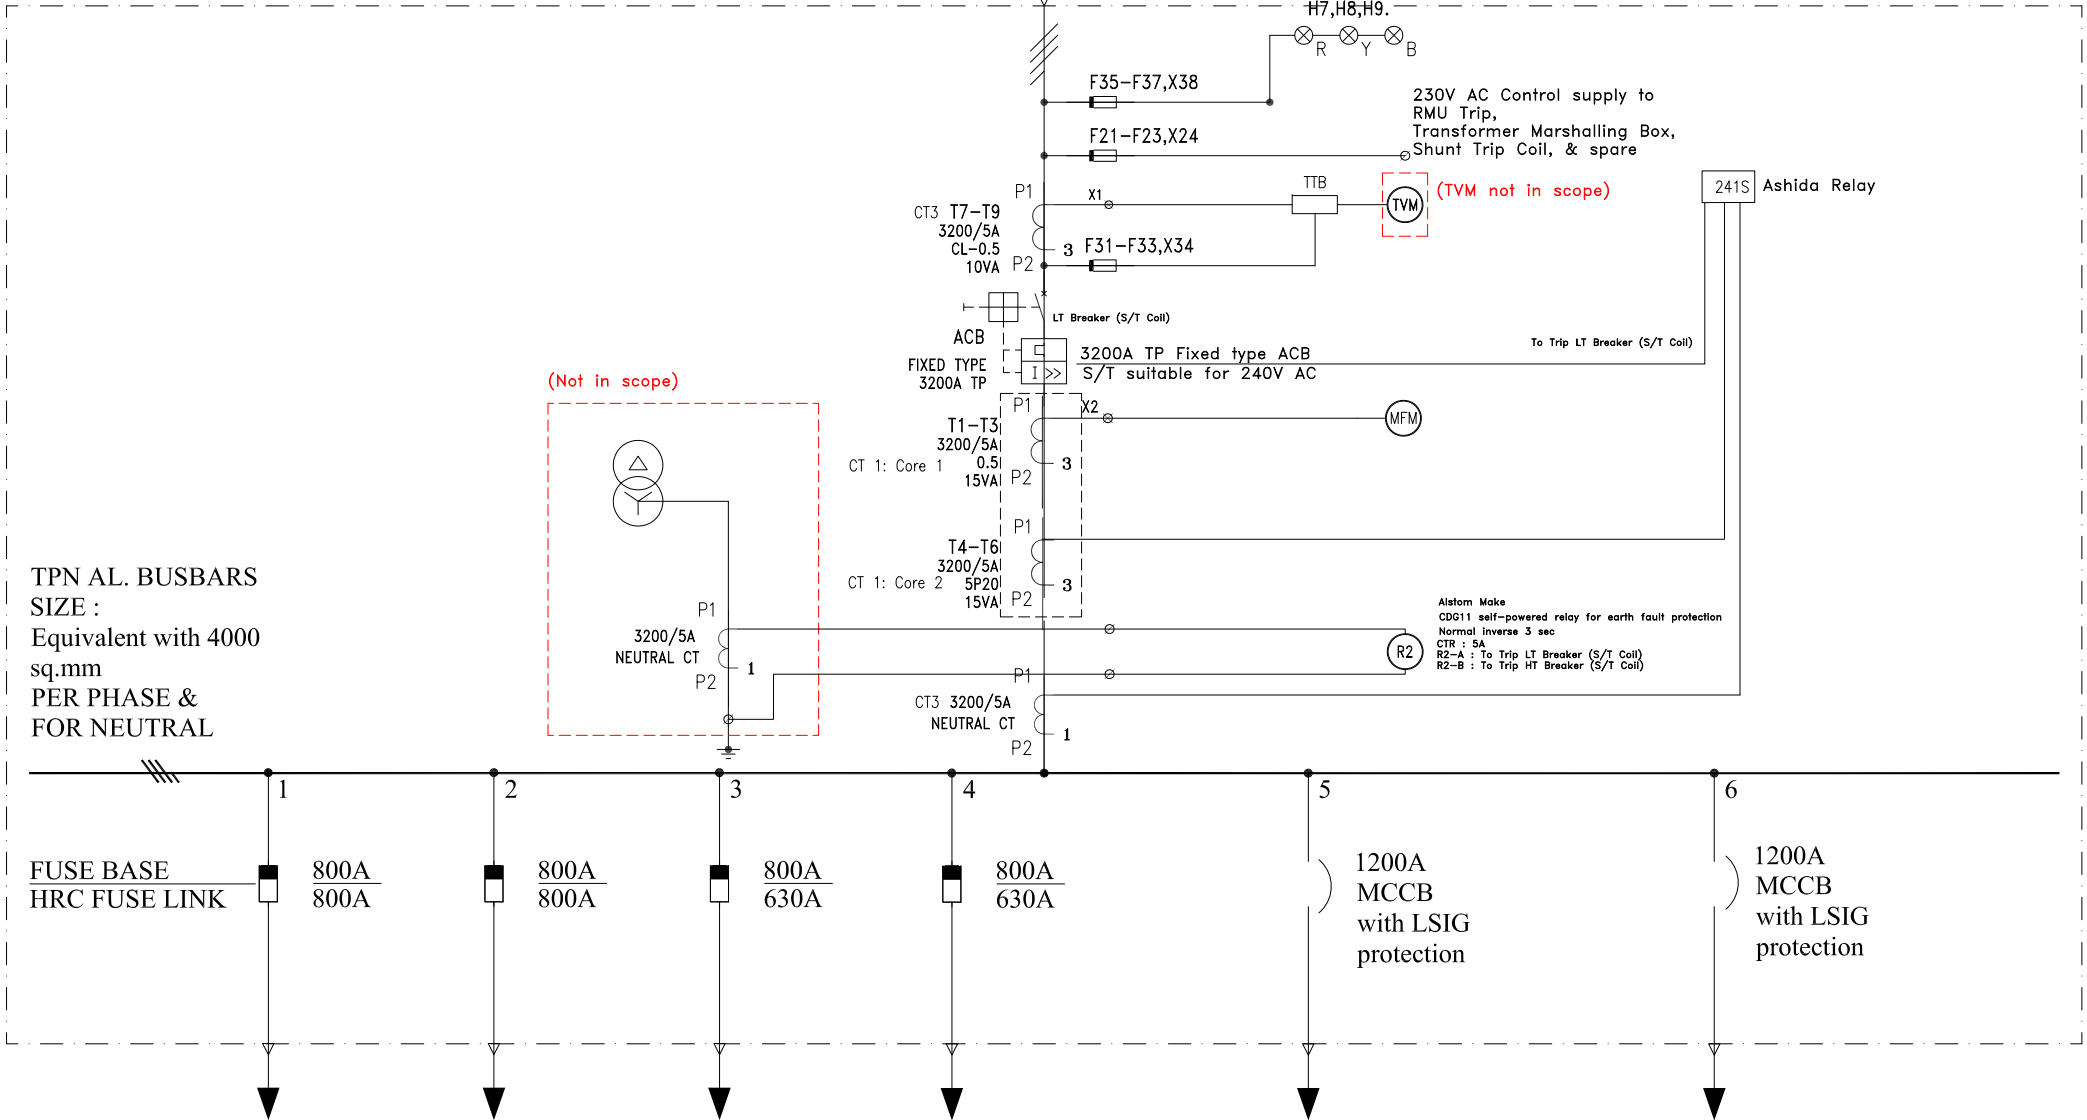 H7,H8,H9.
R Y B
F35-F37,X38
230V AC Control supply to
RMU Trip,
Transformer Marshalling Box,
Shunt Trip Coil, & spare
F21-F23,X24
P1
X1
TTB
TVM
(TVM not in scope)
241S
Ashida Relay
CT3 T7-T9
3200/5A
CL-0.5
10VA
3
P2
F31-F33,X34
LT Breaker (S/T Coil)
ACB
FIXED TYPE
3200A TP
I >>
3200A TP Fixed type ACB
S/T suitable for 240V AC
To Trip LT Breaker (S/T Coil)
(Not in scope)
P1
X2
MFM
T1-T3
3200/5A
0.5
15VA
CT 1: Core 1
3
P2
P1
T4-T6
3200/5A
5P20
15VA
CT 1: Core 2
3
P2
TPN AL. BUSBARS
SIZE :
Equivalent with 4000
sq.mm
PER PHASE &
FOR NEUTRAL
P1
3200/5A
NEUTRAL CT
1
P2
R2
Alstom Make
CDG11 self-powered relay for earth fault protection
Normal inverse 3 sec
CTR : 5A
R2-A : To Trip LT Breaker (S/T Coil)
R2-B : To Trip HT Breaker (S/T Coil)
P1
CT3 3200/5A
NEUTRAL CT
1
P2
1 2 3 4 5 6
FUSE BASE
HRC FUSE LINK
800A
800A
800A
800A
800A
630A
800A
630A
1200A
MCCB
with LSIG
protection
1200A
MCCB
with LSIG
protection